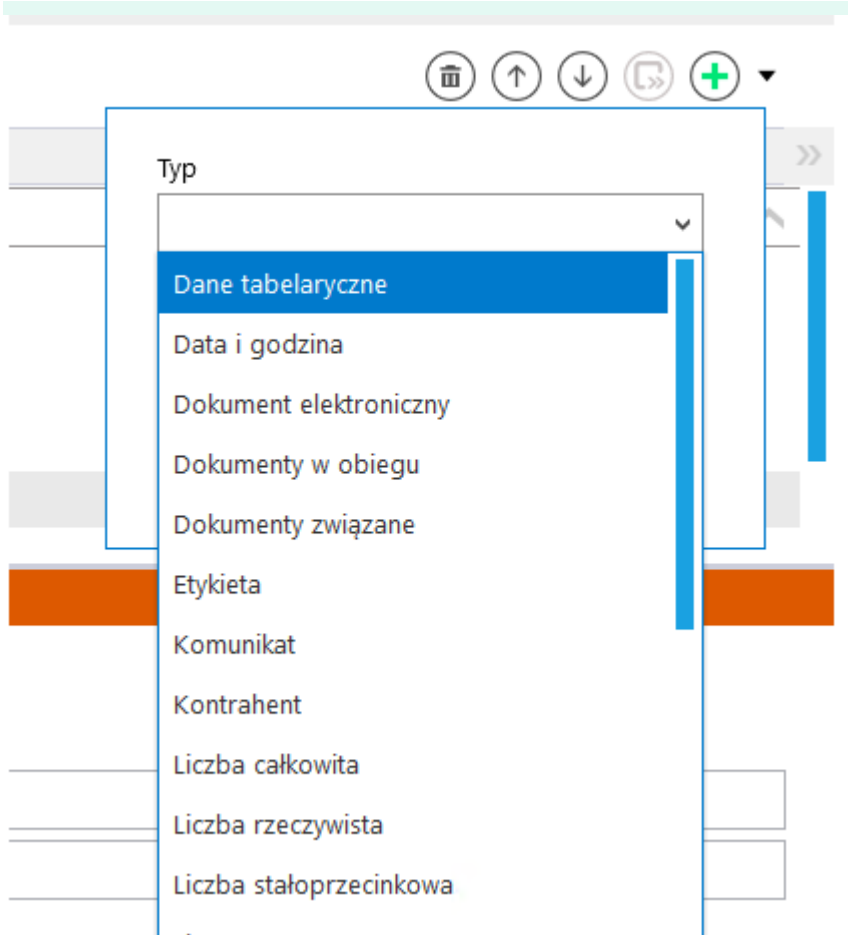 Typ
Dane tabelaryczne
Data i godzina
Dokument elektroniczny
Dokumenty w obiegu
Dokumenty związane
Etykieta
Komunikat
Kontrahent
Liczba całkowita
Liczba rzeczywista
Liczba stałoprzecinkowa